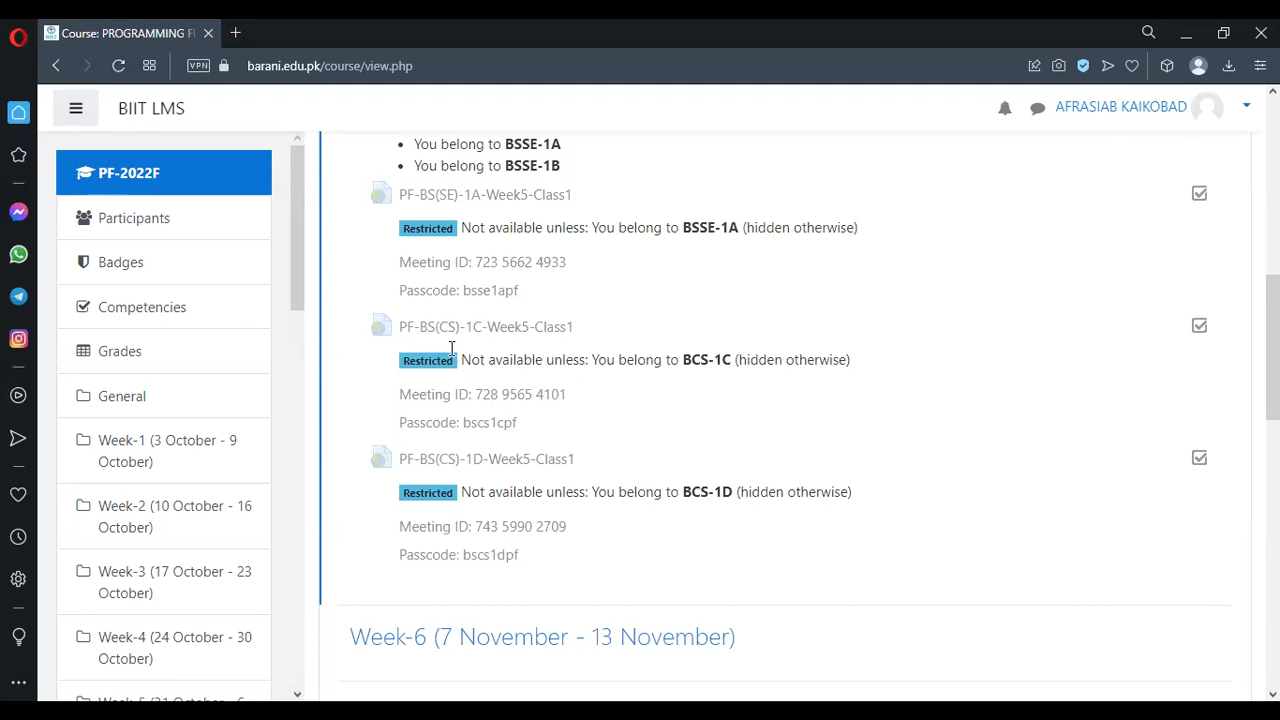 Course: PROGRAMMING F
VPN
barani.edu.pk/course/view.php
BIIT LMS
AFRASIAB KAIKOBAD
PF-2022F
Participants
Badges
Competencies
Grades
General
Week-1 (3 October - 9
October)
Week-2 (10 October - 16
October)
Week-3 (17 October - 23
October)
Week-4 (24 October - 30
October)
You belong to BSSE-1A
You belong to BSSE-1B
PF-BS(SE)-1A-Week5-Class1
Restricted Not available unless: You belong to BSSE-1A (hidden otherwise)
Meeting ID: 723 5662 4933
Passcode: bsse1apf
PF-BS(CS)-1C-Week5-Class1
Restricted Not available unless: You belong to BCS-1C (hidden otherwise)
Meeting ID: 728 9565 4101
Passcode: bscs1cpf
PF-BS(CS)-1D-Week5-Class1
Restricted Not available unless: You belong to BCS-1D (hidden otherwise)
Meeting ID: 743 5990 2709
Passcode: bscs1dpf
Week-6 (7 November - 13 November)